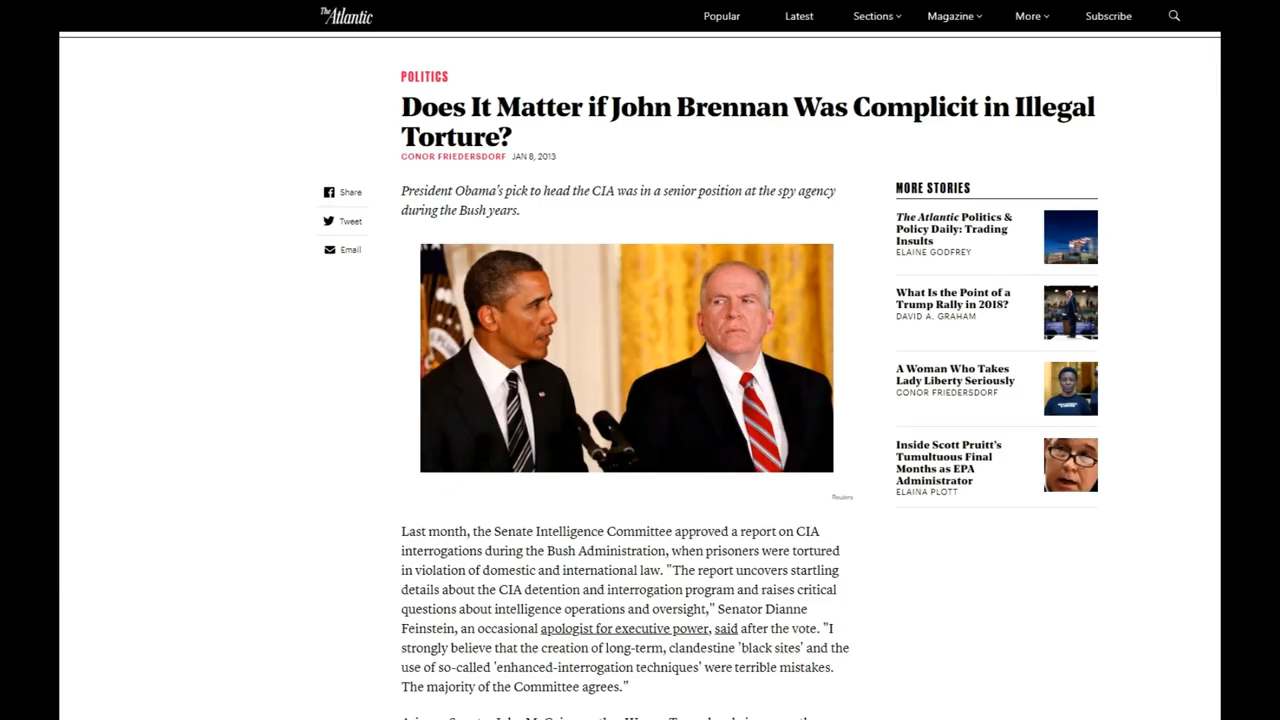 The Atlantic
Popular
Latest
Sections
Magazine
More
Subscribe
POLITICS
Does It Matter if John Brennan Was Complicit in Illegal
Torture?
CONOR FRIEDERSDORF JAN 8, 2013
Share
Tweet
Email
President Obama's pick to head the CIA was in a senior position at the spy agency
during the Bush years.
Reuters
Last month, the Senate Intelligence Committee approved a report on CIA
interrogations during the Bush Administration, when prisoners were tortured
in violation of domestic and international law. "The report uncovers startling
details about the CIA detention and interrogation program and raises critical
questions about intelligence operations and oversight," Senator Dianne
Feinstein, an occasional apologist for executive power, said after the vote. "I
strongly believe that the creation of long-term, clandestine 'black sites' and the
use of so-called 'enhanced-interrogation techniques' were terrible mistakes.
The majority of the Committee agrees."
MORE STORIES
The Atlantic Politics &
Policy Daily: Trading
Insults
ELAINE GODFREY
What Is the Point of a
Trump Rally in 2018?
DAVID A. GRAHAM
A Woman Who Takes
Lady Liberty Seriously
CONOR FRIEDERSDORF
Inside Scott Pruitt's
Tumultuous Final
Months as EPA
Administrator
ELAINA PLOTT